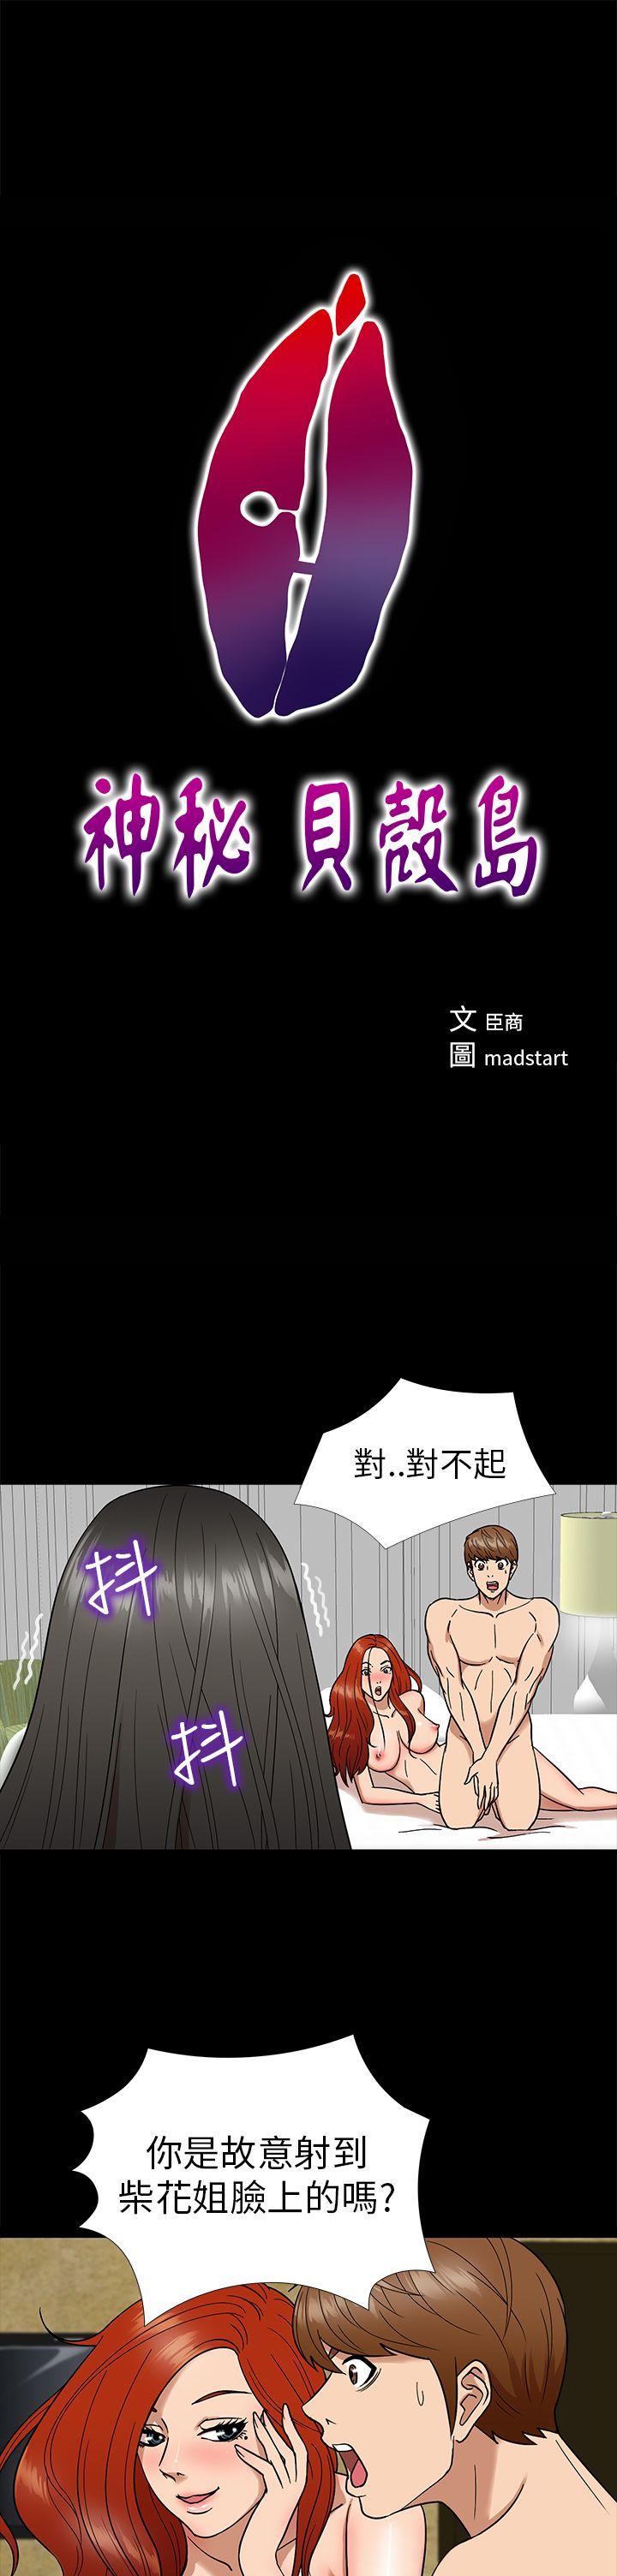 神秘 貝殼島
文 臣商
圖 madstart
對..對不起
抖
抖
你是故意射到
柴花姐臉上的嗎?